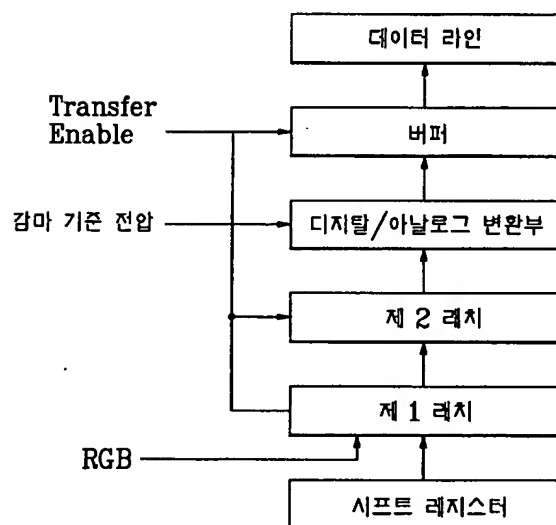 데이터 라인
Transfer
Enable
버퍼
감마 기준 전압
디지탈/아날로그 변환부
제 2 래치
제 1 래치
RGB
시프트 레지스터